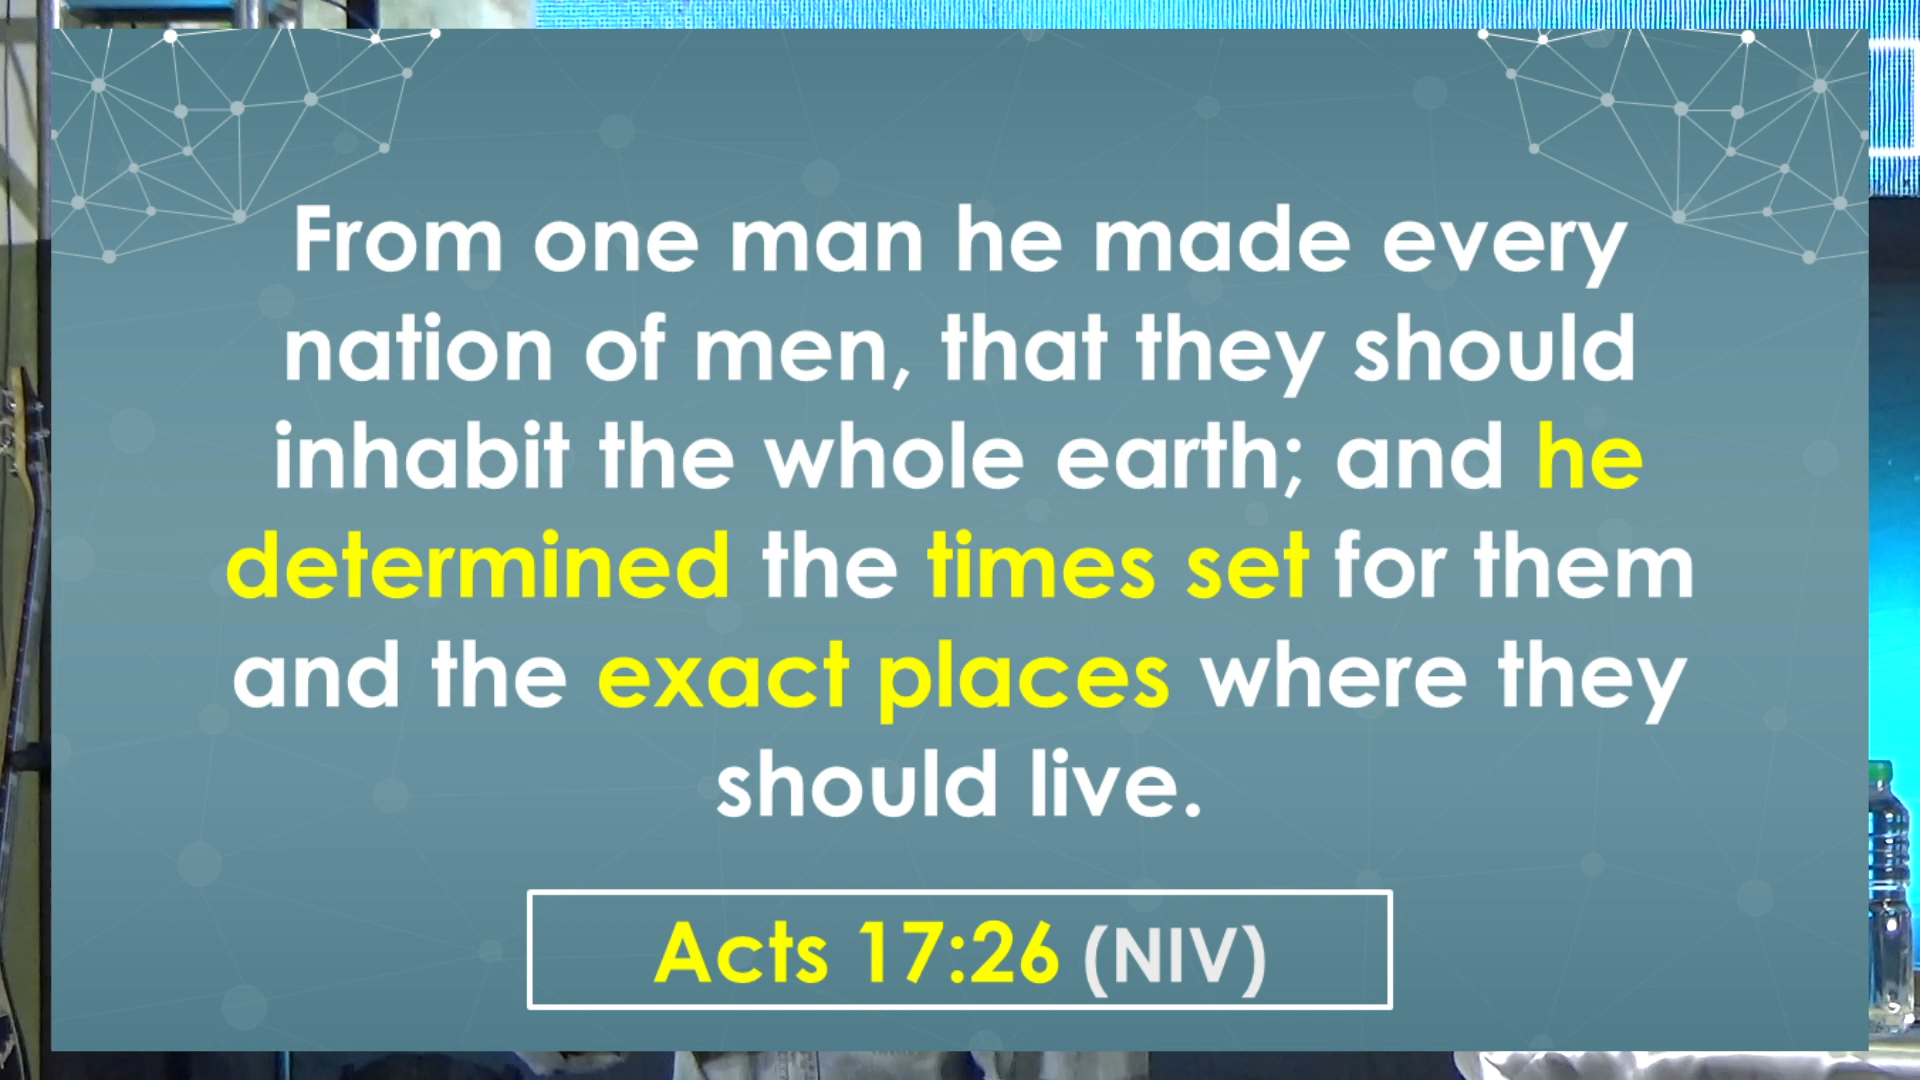 From one man he made every
nation of men, that they should
inhabit the whole earth; and he
determined the times set for them
and the exact places where they
should live.
Acts 17:26 (NIV)